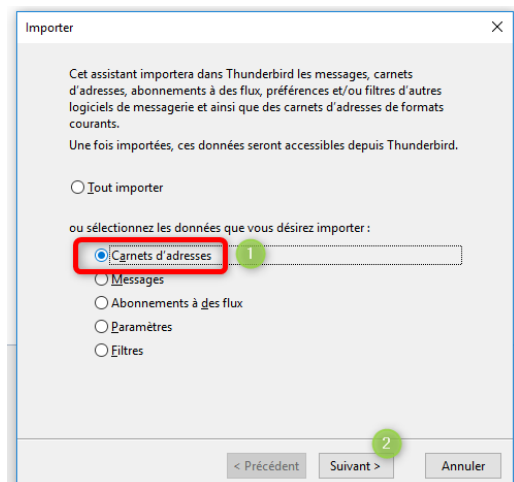 Importer
Cet assistant importera dans Thunderbird les messages, carnets
d'adresses, abonnements à des flux, préférences et/ou filtres d'autres
logiciels de messagerie et ainsi que des carnets d'adresses de formats
courants.
Une fois importées, ces données seront accessibles depuis Thunderbird.
Tout importer
ou sélectionnez les données que vous désirez importer :
Carnets d'adresses 1
Messages
Abonnements à des flux
Paramètres
Filtres
2
< Précédent Suivant > Annuler